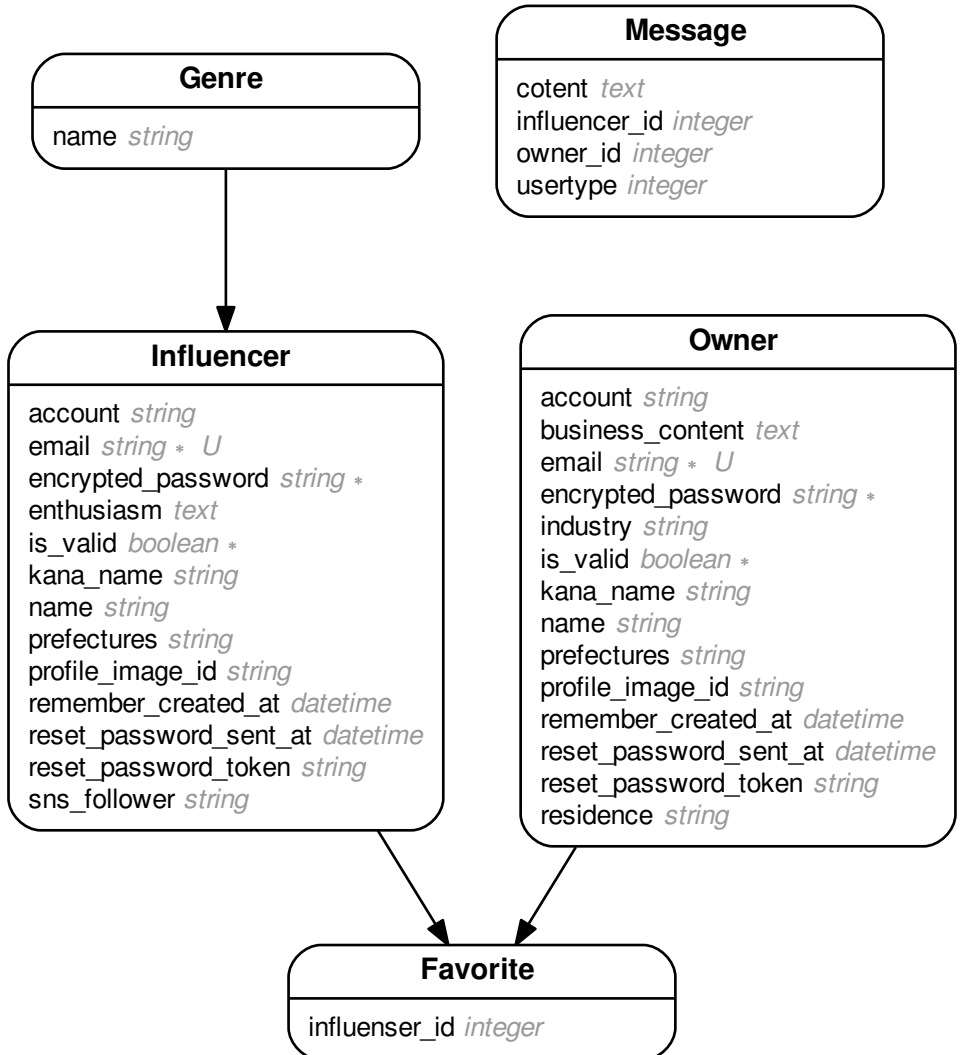 Genre
name string
Message
cotent text
influencer_id integer
owner_id integer
usertype integer
Influencer
account string
email string * U
encrypted_password string *
enthusiasm text
is_valid boolean *
kana_name string
name string
prefectures string
profile_image_id string
remember_created_at datetime
reset_password_sent_at datetime
reset_password_token string
sns_follower string
Owner
account string
business_content text
email string * U
encrypted_password string *
industry string
is_valid boolean *
kana_name string
name string
prefectures string
profile_image_id string
remember_created_at datetime
reset_password_sent_at datetime
reset_password_token string
residence string
Favorite
influenser_id integer